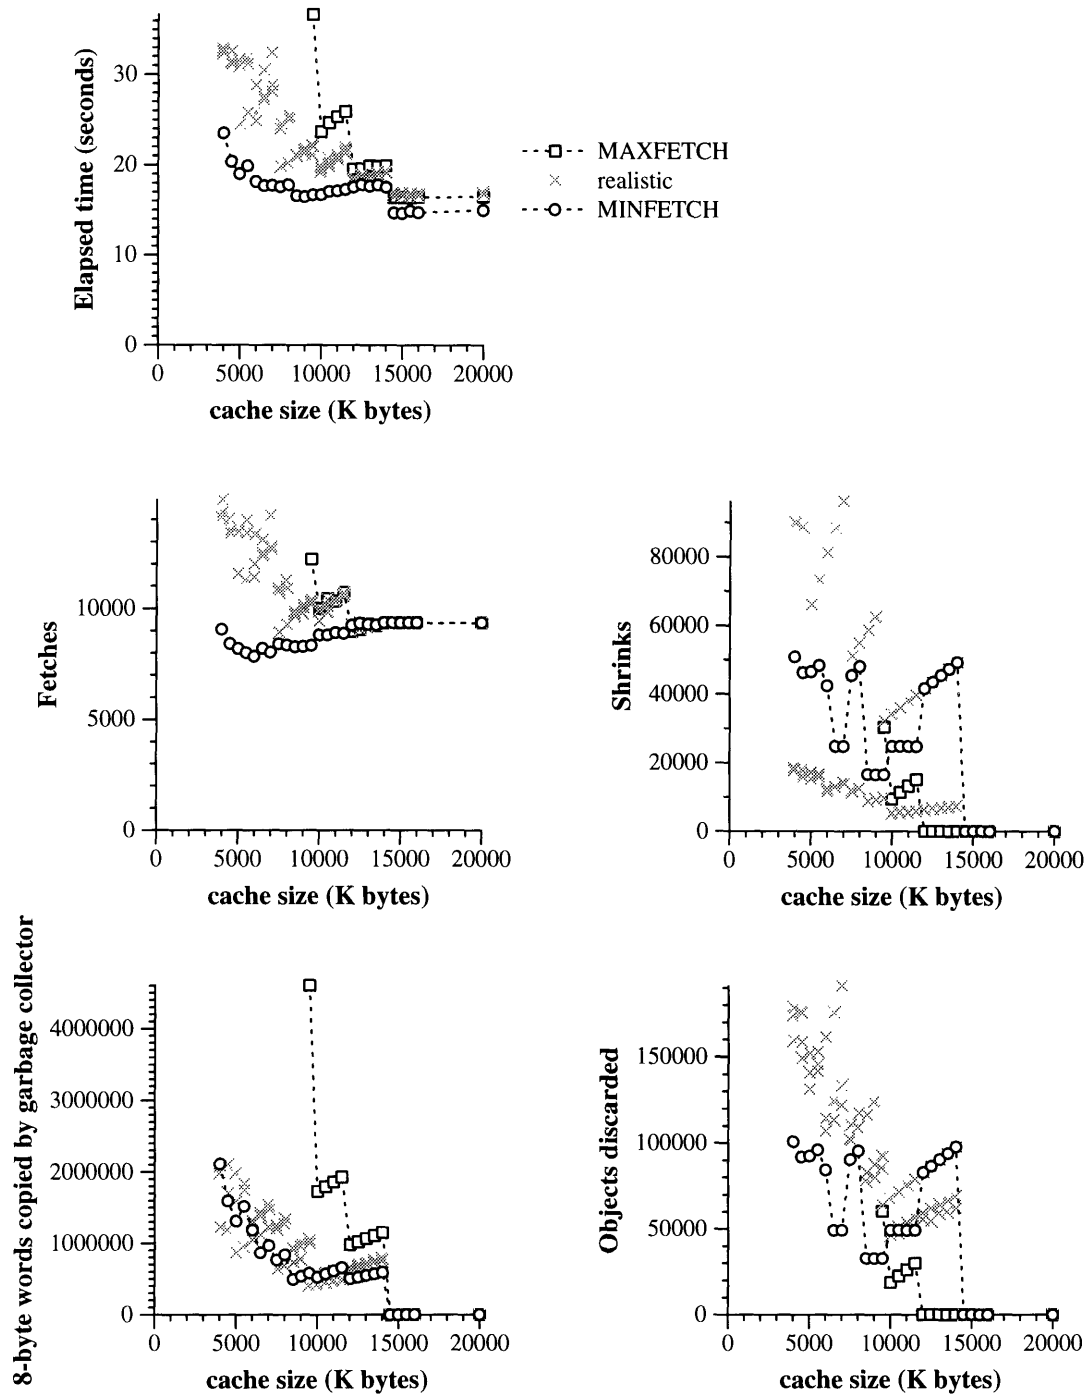 Elapsed time (seconds)
30
20
10
0
0 5000 10000 15000 20000
cache size (K bytes)
MAXFETCH
realistic
MINFETCH
Fetches
10000
5000
0
0 5000 10000 15000 20000
cache size (K bytes)
Shrinks
80000
60000
40000
20000
0
0 5000 10000 15000 20000
cache size (K bytes)
8-byte words copied by garbage collector
4000000
3000000
2000000
1000000
0
0 5000 10000 15000 20000
cache size (K bytes)
Objects discarded
150000
100000
50000
0
0 5000 10000 15000 20000
cache size (K bytes)